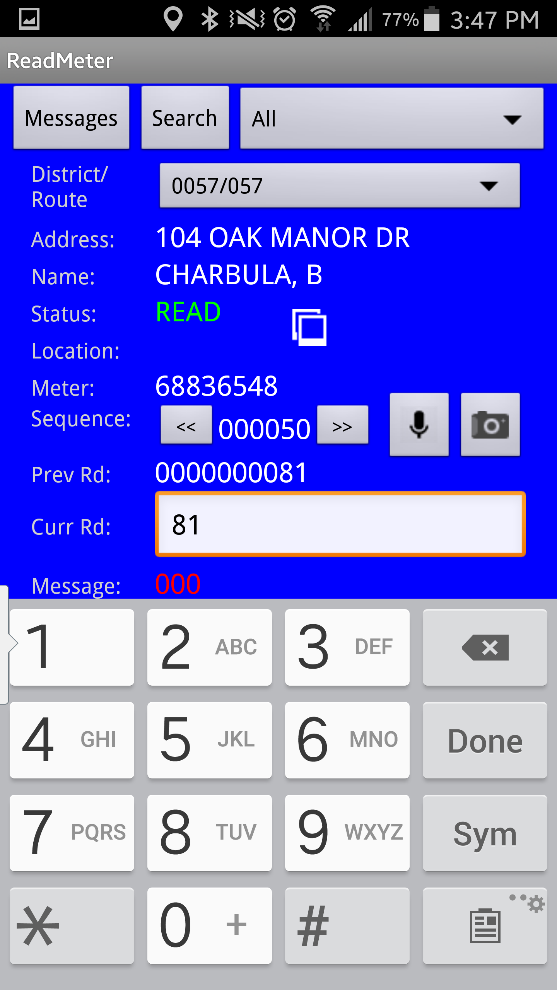 77% 3:47 PM
ReadMeter
Messages Search All
District/
Route 0057/057
Address: 104 OAK MANOR DR
Name: CHARBULA, B
Status: READ
Location:
Meter: 68836548
Sequence: << 000050 >>
Prev Rd: 0000000081
Curr Rd: 81
Message: 000
1 2 ABC 3 DEF
4 GHI 5 JKL 6 MNO Done
7 PQRS 8 TUV 9 WXYZ Sym
* 0 + #